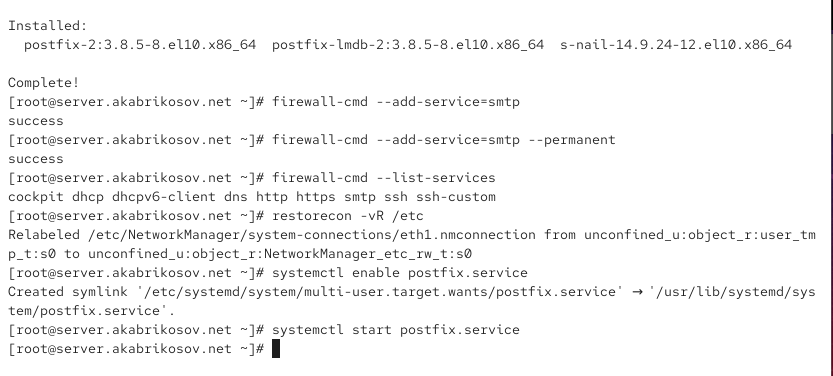 Installed:
  postfix-2:3.8.5-8.el10.x86_64  postfix-lmdb-2:3.8.5-8.el10.x86_64  s-nail-14.9.24-12.el10.x86_64
Complete!
[root@server.akabrikosov.net ~]# firewall-cmd --add-service=smtp
success
[root@server.akabrikosov.net ~]# firewall-cmd --add-service=smtp --permanent
success
[root@server.akabrikosov.net ~]# firewall-cmd --list-services
cockpit dhcp dhcpv6-client dns http https smtp ssh ssh-custom
[root@server.akabrikosov.net ~]# restorecon -vR /etc
Relabeled /etc/NetworkManager/system-connections/eth1.nmconnection from unconfined_u:object_r:user_tm
p_t:s0 to unconfined_u:object_r:NetworkManager_etc_rw_t:s0
[root@server.akabrikosov.net ~]# systemctl enable postfix.service
Created symlink '/etc/systemd/system/multi-user.target.wants/postfix.service' → '/usr/lib/systemd/sys
tem/postfix.service'.
[root@server.akabrikosov.net ~]# systemctl start postfix.service
[root@server.akabrikosov.net ~]#